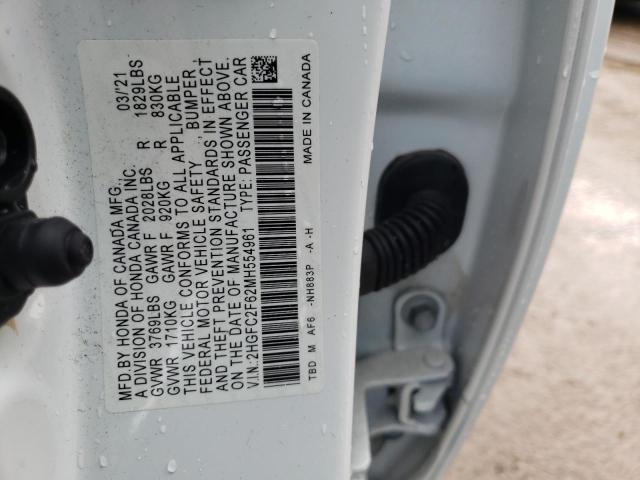 MFD.BY HONDA OF CANADA MFG. 03/'21
A DIVISION OF HONDA CANADA INC.
GVWR 3769LBS GAWR F 2028LBS R 1829LBS
GVWR 1710KG GAWR F 920KG R 830KG
THIS VEHICLE CONFORMS TO ALL APPLICABLE
FEDERAL MOTOR VEHICLE SAFETY, BUMPER,
AND THEFT PREVENTION STANDARDS IN EFFECT
ON THE DATE OF MANUFACTURE SHOWN ABOVE.
V.I.N.:2HGFC2F62MH554961 TYPE: PASSENGER CAR
TBD M AF6 -NH883P -A -H MADE IN CANADA